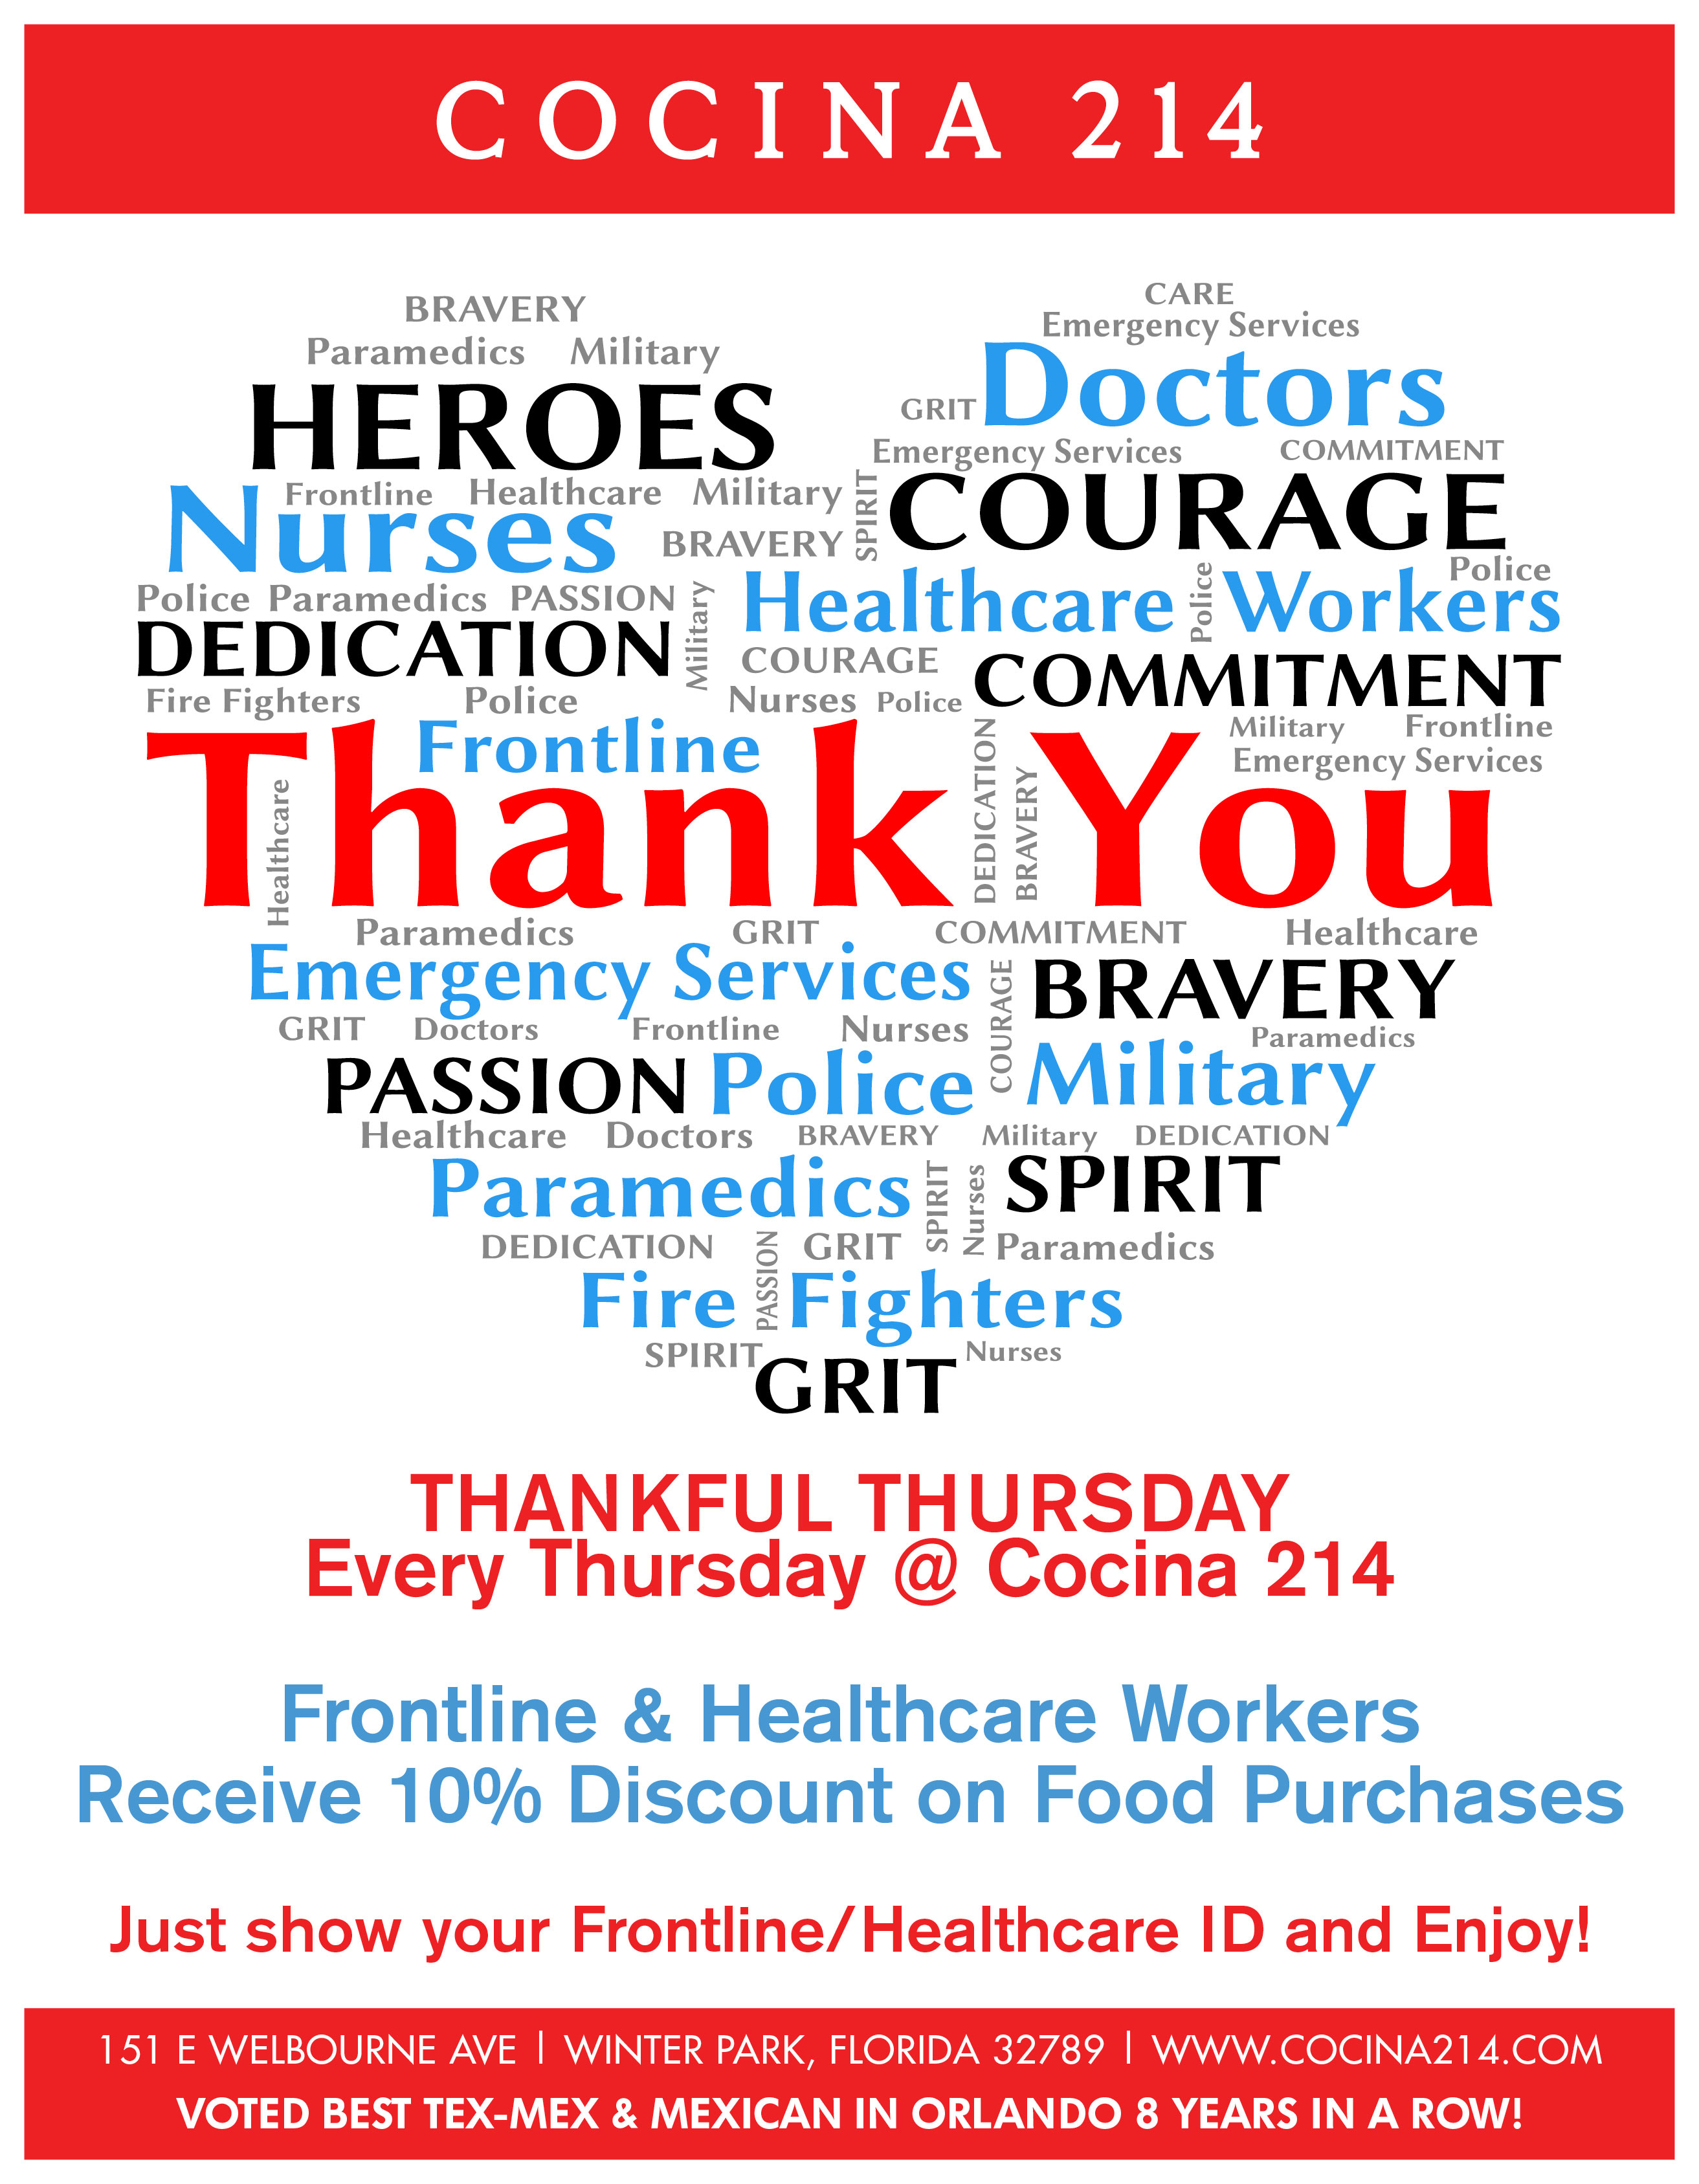 COCINA 214
BRAVERY
CARE
Paramedics Military
Emergency Services
HEROES
GRIT Doctors
Emergency Services COMMITMENT
Nurses Frontline Healthcare Military
SPIRIT COURAGE
BRAVERY
Police Paramedics PASSION
Military
Healthcare Police Workers
Police
DEDICATION
COURAGE COMMITMENT
Fire Fighters Police
Nurses Police
Military Frontline
Emergency Services
Frontline
Thank You
Healthcare
DEDICATION
BRAVERY
Paramedics GRIT COMMITMENT Healthcare
Emergency Services
COURAGE
BRAVERY
GRIT Doctors Frontline Nurses
Paramedics
PASSION Police Military
Healthcare Doctors BRAVERY Military DEDICATION
Paramedics SPIRIT Nurses SPIRIT
DEDICATION PASSION GRIT Paramedics
Fire Fighters
SPIRIT Nurses
GRIT
THANKFUL THURSDAY
Every Thursday @ Cocina 214
Frontline & Healthcare Workers
Receive 10% Discount on Food Purchases
Just show your Frontline/Healthcare ID and Enjoy!
151 E WELBOURNE AVE | WINTER PARK, FLORIDA 32789 | WWW.COCINA214.COM
VOTED BEST TEX-MEX & MEXICAN IN ORLANDO 8 YEARS IN A ROW!